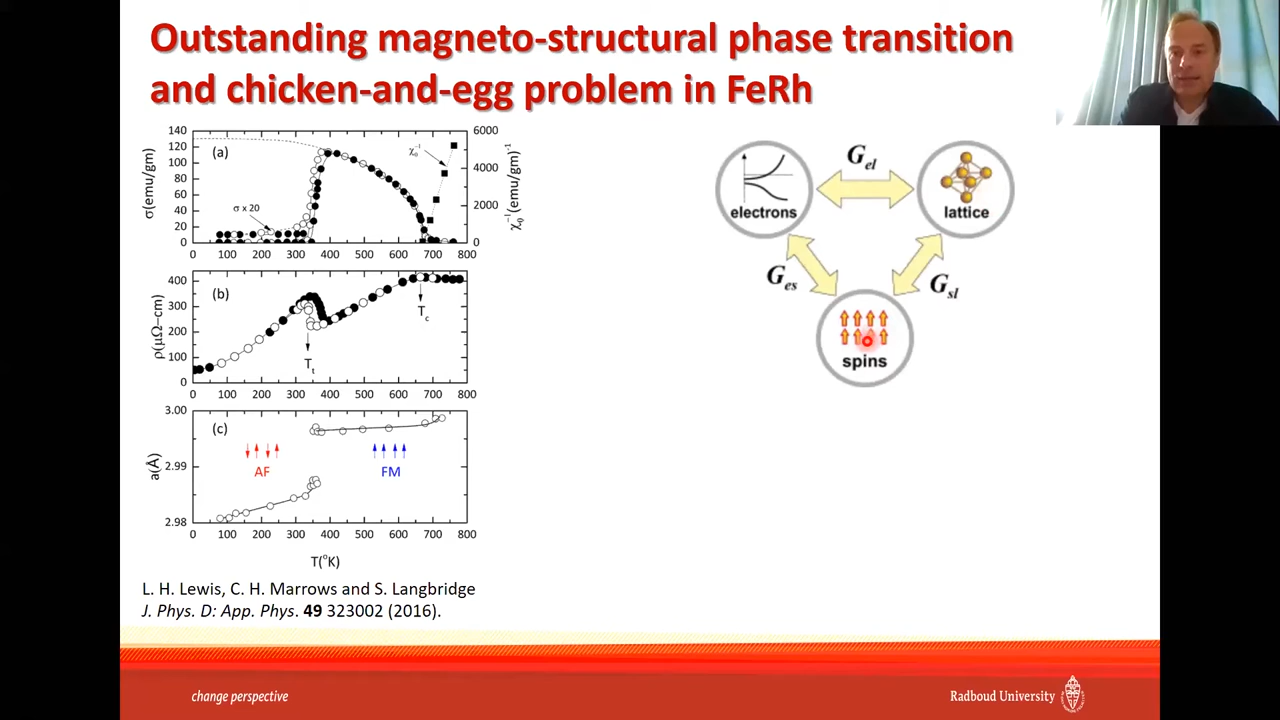 Outstanding magneto-structural phase transition
and chicken-and-egg problem in FeRh
140
120
100
80
60
40
20
0
σ(emu/gm)
(a)
σ x 20
χ₀⁻¹
6000
4000
2000
0
χ₀⁻¹(emu/gm)⁻¹
0 100 200 300 400 500 600 700 800
400
300
200
100
0
ρ(μΩ–cm)
(b)
Tt
Tc
0 100 200 300 400 500 600 700 800
3.00
2.99
2.98
a(Å)
(c)
AF
FM
0 100 200 300 400 500 600 700 800
T(°K)
L. H. Lewis, C. H. Marrows and S. Langbridge
J. Phys. D: App. Phys. 49 323002 (2016).
electrons
Gel
lattice
Ges
Gsl
spins
change perspective
Radboud University